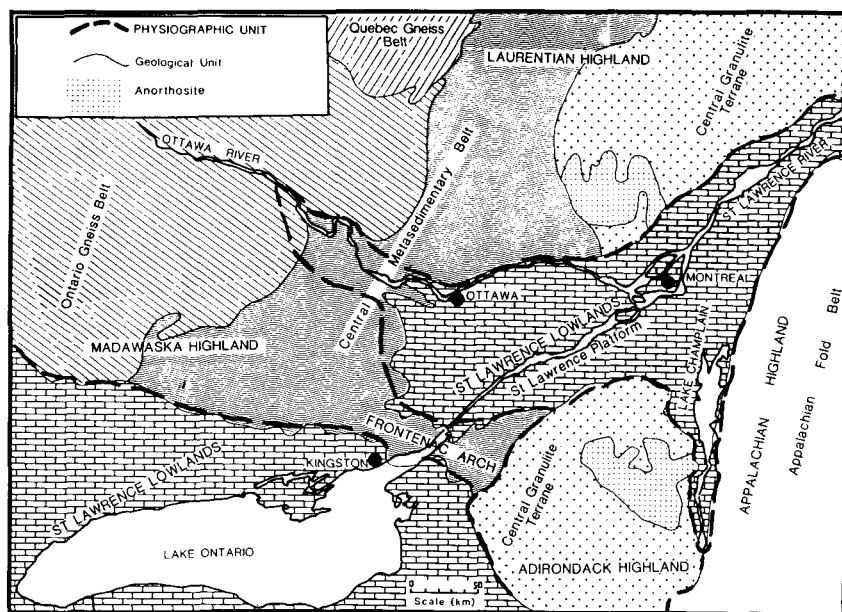 PHYSIOGRAPHIC UNIT
Geological Unit
Anorthosite
Quebec Gneiss
Belt
LAURENTIAN HIGHLAND
Central Granulite
Terrane
OTTAWA RIVER
Central Metasedimentary Belt
Ontario Gneiss Belt
ST LAWRENCE RIVER
MONTREAL
OTTAWA
ST LAWRENCE LOWLANDS
St Lawrence Platform
MADAWASKA HIGHLAND
LAKE CHAMPLAIN
APPALACHIAN HIGHLAND
Appalachian Fold Belt
FRONTENAC ARCH
KINGSTON
ST LAWRENCE LOWLANDS
Central Granulite
Terrane
LAKE ONTARIO
ADIRONDACK HIGHLAND
0 50
Scale (km)